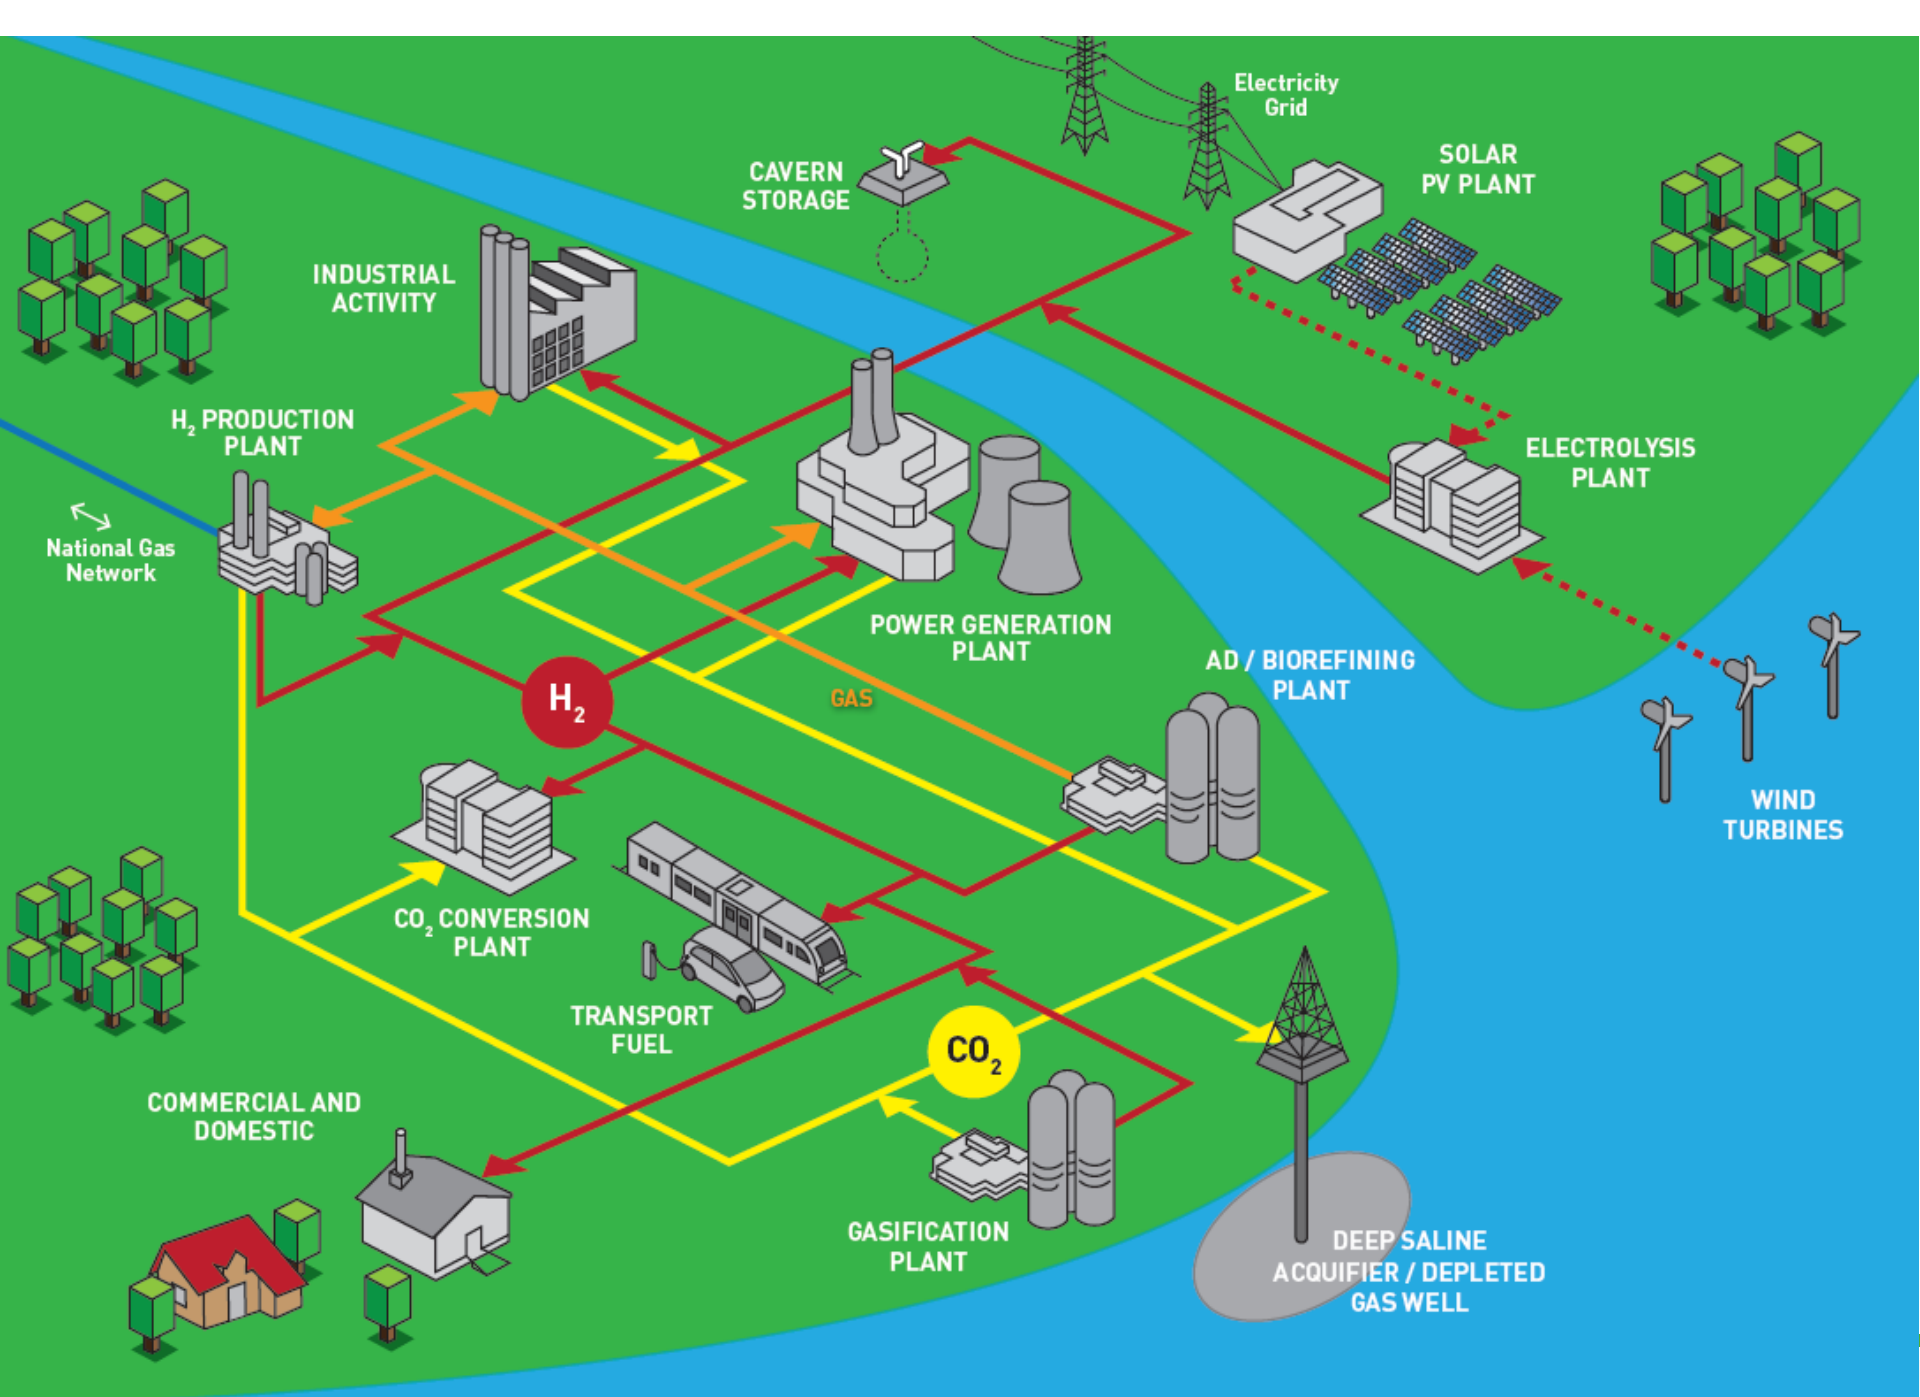 Electricity
Grid
SOLAR
PV PLANT
CAVERN
STORAGE
INDUSTRIAL
ACTIVITY
H₂ PRODUCTION
PLANT
ELECTROLYSIS
PLANT
National Gas
Network
POWER GENERATION
PLANT
AD / BIOREFINING
PLANT
H₂
GAS
WIND
TURBINES
CO₂ CONVERSION
PLANT
TRANSPORT
FUEL
CO₂
COMMERCIAL AND
DOMESTIC
GASIFICATION
PLANT
DEEP SALINE
ACQUIFIER / DEPLETED
GAS WELL